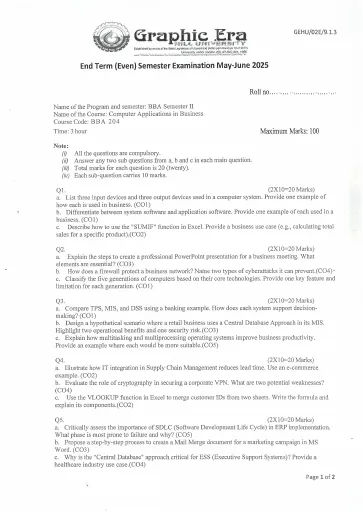 GEHU/02E/9.1.3
Graphic Era
HILL UNIVERSITY
End Term (Even) Semester Examination May-June 2025
Roll no.....................................
Name of the Program and semester: BBA Semester II
Name of the Course: Computer Applications in Business
Course Code: BBA 204
Time: 3 hour Maximum Marks: 100
Note:
(i) All the questions are compulsory.
(ii) Answer any two sub questions from a, b and c in each main question.
(iii) Total marks for each question is 20 (twenty).
(iv) Each sub-question carries 10 marks.
Q1. (2X10=20 Marks)
a. List three input devices and three output devices used in a computer system. Provide one example of
how each is used in business. (CO1)
b. Differentiate between system software and application software. Provide one example of each used in a
business. (CO1)
c. Describe how to use the "SUMIF" function in Excel. Provide a business use case (e.g., calculating total
sales for a specific product).(CO2)
Q2. (2X10=20 Marks)
a. Explain the steps to create a professional PowerPoint presentation for a business meeting. What
elements are essential? (CO3)
b. How does a firewall protect a business network? Name two types of cyberattacks it can prevent.(CO4)
c. Classify the five generations of computers based on their core technologies. Provide one key feature and
limitation for each generation. (CO1)
Q3. (2X10=20 Marks)
a. Compare TPS, MIS, and DSS using a banking example. How does each system support decision-
making? (CO1)
b. Design a hypothetical scenario where a retail business uses a Central Database Approach in its MIS.
Highlight two operational benefits and one security risk.(CO5)
c. Explain how multitasking and multiprocessing operating systems improve business productivity.
Provide an example where each would be more suitable.(CO5)
Q4. (2X10=20 Marks)
a. Illustrate how IT integration in Supply Chain Management reduces lead time. Use an e-commerce
example. (CO2)
b. Evaluate the role of cryptography in securing a corporate VPN. What are two potential weaknesses?
(CO4)
c. Use the VLOOKUP function in Excel to merge customer IDs from two sheets. Write the formula and
explain its components.(CO2)
Q5. (2X10=20 Marks)
a. Critically assess the importance of SDLC (Software Development Life Cycle) in ERP implementation.
What phase is most prone to failure and why? (CO5)
b. Propose a step-by-step process to create a Mail Merge document for a marketing campaign in MS
Word. (CO3)
c. Why is the "Central Database" approach critical for ESS (Executive Support Systems)? Provide a
healthcare industry use case.(CO4)
Page 1 of 2